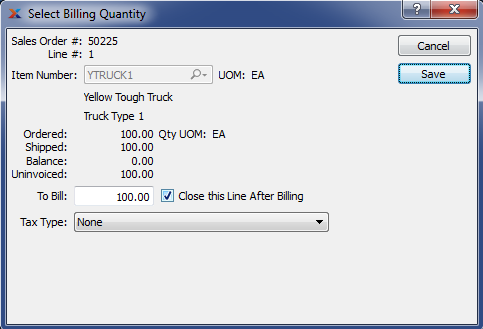 Select Billing Quantity
Sales Order #: 50225
Cancel
Line #: 1
Item Number: YTRUCK1 UOM: EA
Save
Yellow Tough Truck
Truck Type 1
Ordered: 100.00 Qty UOM: EA
Shipped: 100.00
Balance: 0.00
Uninvoiced: 100.00
To Bill: 100.00 Close this Line After Billing
Tax Type: None